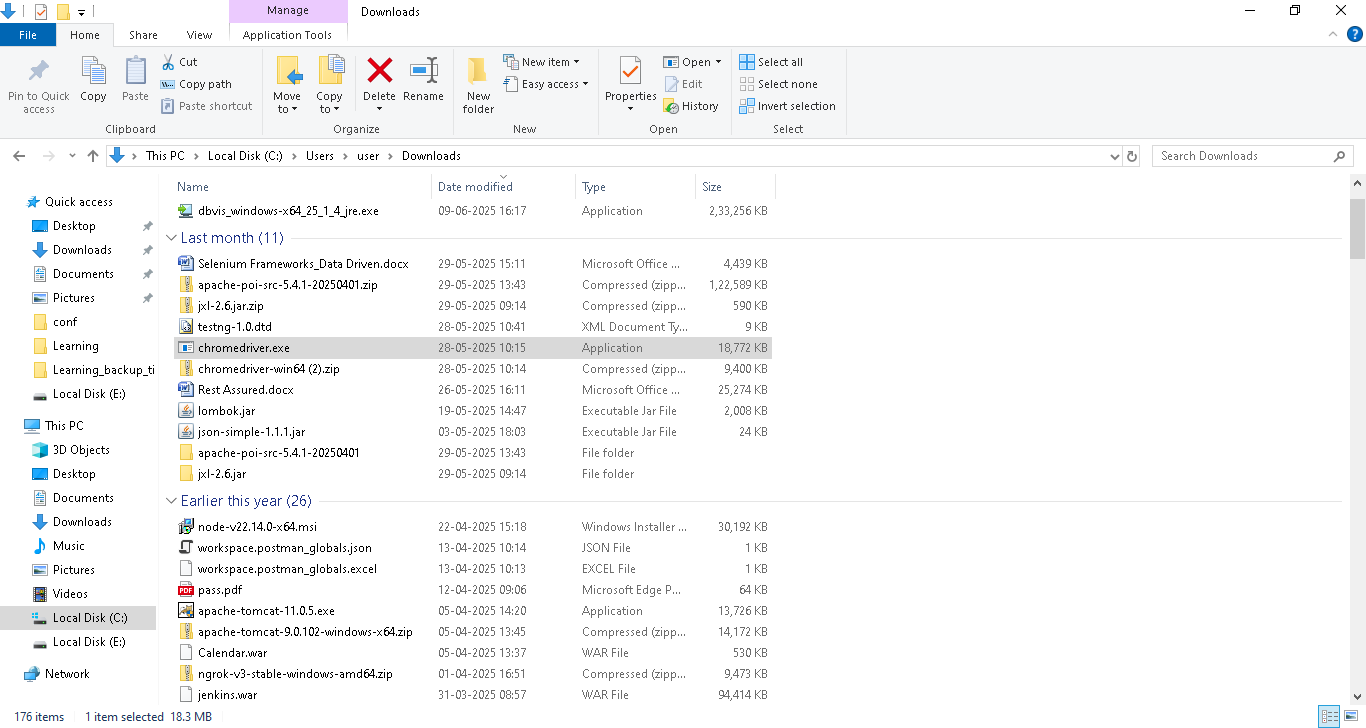 Manage
Downloads
File
Home
Share
View
Application Tools
Pin to Quick access
Copy
Paste
Cut
Copy path
Paste shortcut
Clipboard
Move to
Copy to
Delete
Rename
Organize
New folder
New item
Easy access
New
Properties
Open
Edit
History
Open
Select all
Select none
Invert selection
Select
This PC > Local Disk (C:) > Users > user > Downloads
Search Downloads
Quick access
Desktop
Downloads
Documents
Pictures
conf
Learning
Learning_backup_ti
Local Disk (E:)
This PC
3D Objects
Desktop
Documents
Downloads
Music
Pictures
Videos
Local Disk (C:)
Local Disk (E:)
Network
Name Date modified Type Size
dbvis_windows-x64_25_1_4_jre.exe 09-06-2025 16:17 Application 2,33,256 KB
Last month (11)
Selenium Frameworks_Data Driven.docx 29-05-2025 15:11 Microsoft Office ... 4,439 KB
apache-poi-src-5.4.1-20250401.zip 29-05-2025 13:43 Compressed (zipp... 1,22,589 KB
jxl-2.6.jar.zip 29-05-2025 09:14 Compressed (zipp... 590 KB
testng-1.0.dtd 28-05-2025 10:41 XML Document Ty... 9 KB
chromedriver.exe 28-05-2025 10:15 Application 18,772 KB
chromedriver-win64 (2).zip 28-05-2025 10:14 Compressed (zipp... 9,400 KB
Rest Assured.docx 26-05-2025 16:11 Microsoft Office ... 25,274 KB
lombok.jar 19-05-2025 14:47 Executable Jar File 2,008 KB
json-simple-1.1.1.jar 03-05-2025 18:03 Executable Jar File 24 KB
apache-poi-src-5.4.1-20250401 29-05-2025 13:43 File folder
jxl-2.6.jar 29-05-2025 09:14 File folder
Earlier this year (26)
node-v22.14.0-x64.msi 22-04-2025 15:18 Windows Installer ... 30,192 KB
workspace.postman_globals.json 13-04-2025 10:14 JSON File 1 KB
workspace.postman_globals.excel 13-04-2025 10:13 EXCEL File 1 KB
pass.pdf 12-04-2025 09:06 Microsoft Edge P... 64 KB
apache-tomcat-11.0.5.exe 05-04-2025 14:20 Application 13,726 KB
apache-tomcat-9.0.102-windows-x64.zip 05-04-2025 13:45 Compressed (zipp... 14,172 KB
Calendar.war 05-04-2025 13:37 WAR File 530 KB
ngrok-v3-stable-windows-amd64.zip 01-04-2025 16:51 Compressed (zipp... 9,473 KB
jenkins.war 31-03-2025 08:57 WAR File 94,414 KB
176 items 1 item selected 18.3 MB